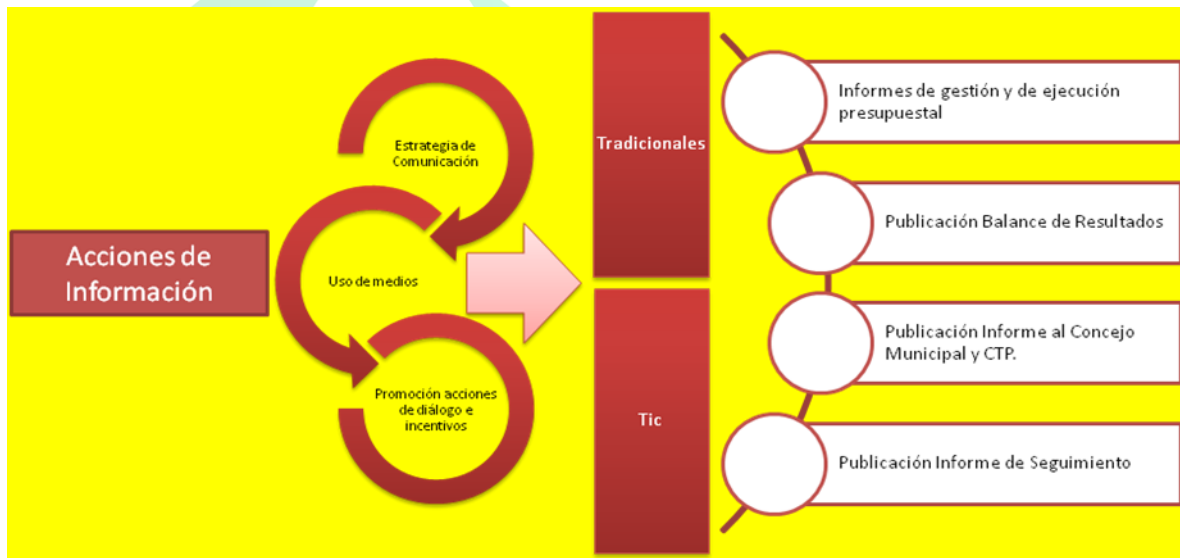 Acciones de
Información
Estrategia de
Comunicación
Uso de medios
Promoción acciones
de diálogo e
incentivos
Tradicionales
Tic
Informes de gestión y de ejecución
presupuestal
Publicación Balance de Resultados
Publicación Informe al Concejo
Municipal y CTP.
Publicación Informe de Seguimiento